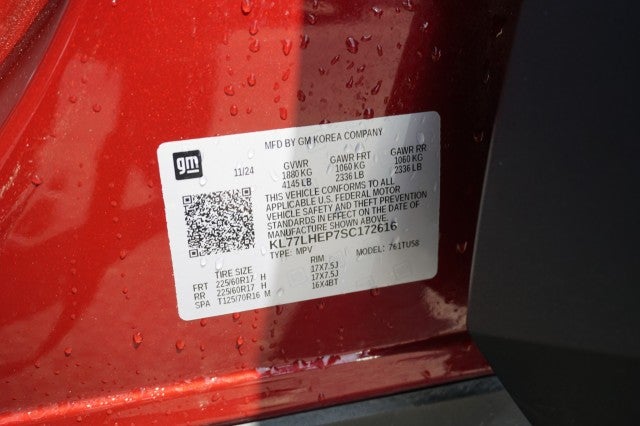 MFD BY GM KOREA COMPANY
gm
11/24
GVWR GAWR FRT GAWR RR
1880 KG 1060 KG 1060 KG
4145 LB 2336 LB 2336 LB
THIS VEHICLE CONFORMS TO ALL
APPLICABLE U.S. FEDERAL MOTOR
VEHICLE SAFETY AND THEFT PREVENTION
STANDARDS IN EFFECT ON THE DATE OF
MANUFACTURE SHOWN ABOVE.
KL77LHEP7SC172616
TYPE: MPV MODEL: 761TU58
TIRE SIZE RIM
FRT 225/60R17 H 17X7.5J
RR 225/60R17 H 17X7.5J
SPA T125/70R16 M 16X4BT